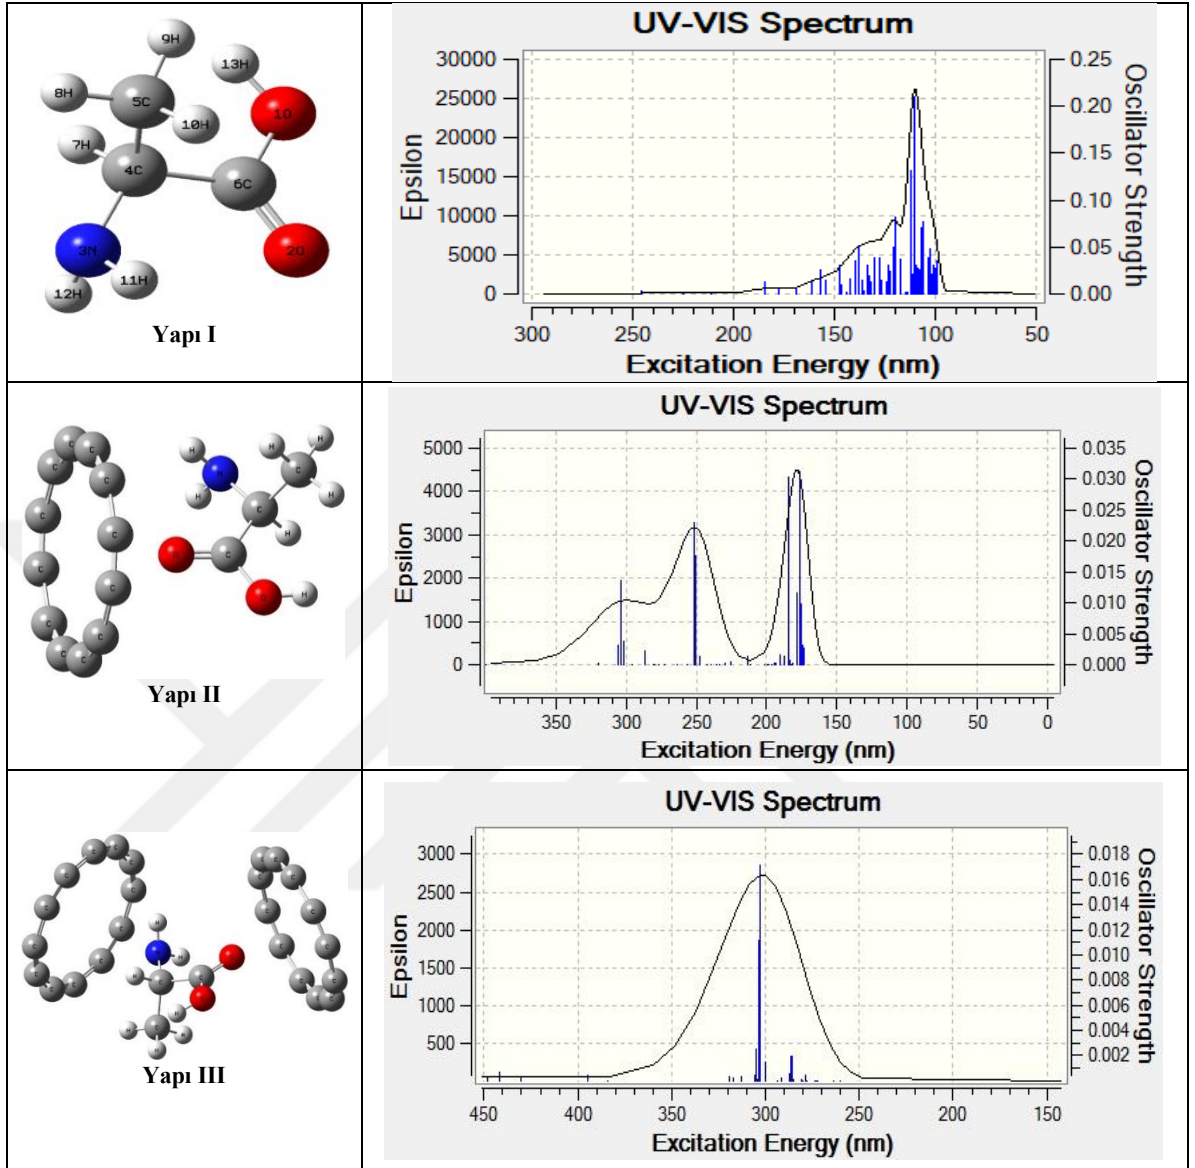 9H
13H
8H
5C
1O
10H
7H
4C
6C
3N
2O
11H
12H
Yapı I
UV-VIS Spectrum
30000
25000
20000
15000
10000
5000
0
Epsilon
0.25
0.20
0.15
0.10
0.05
0.00
Oscillator Strength
300 250 200 150 100 50
Excitation Energy (nm)
Yapı II
UV-VIS Spectrum
5000
4000
3000
2000
1000
0
Epsilon
0.035
0.030
0.025
0.020
0.015
0.010
0.005
0.000
Oscillator Strength
350 300 250 200 150 100 50 0
Excitation Energy (nm)
Yapı III
UV-VIS Spectrum
3000
2500
2000
1500
1000
500
Epsilon
0.018
0.016
0.014
0.012
0.010
0.008
0.006
0.004
0.002
Oscillator Strength
450 400 350 300 250 200 150
Excitation Energy (nm)